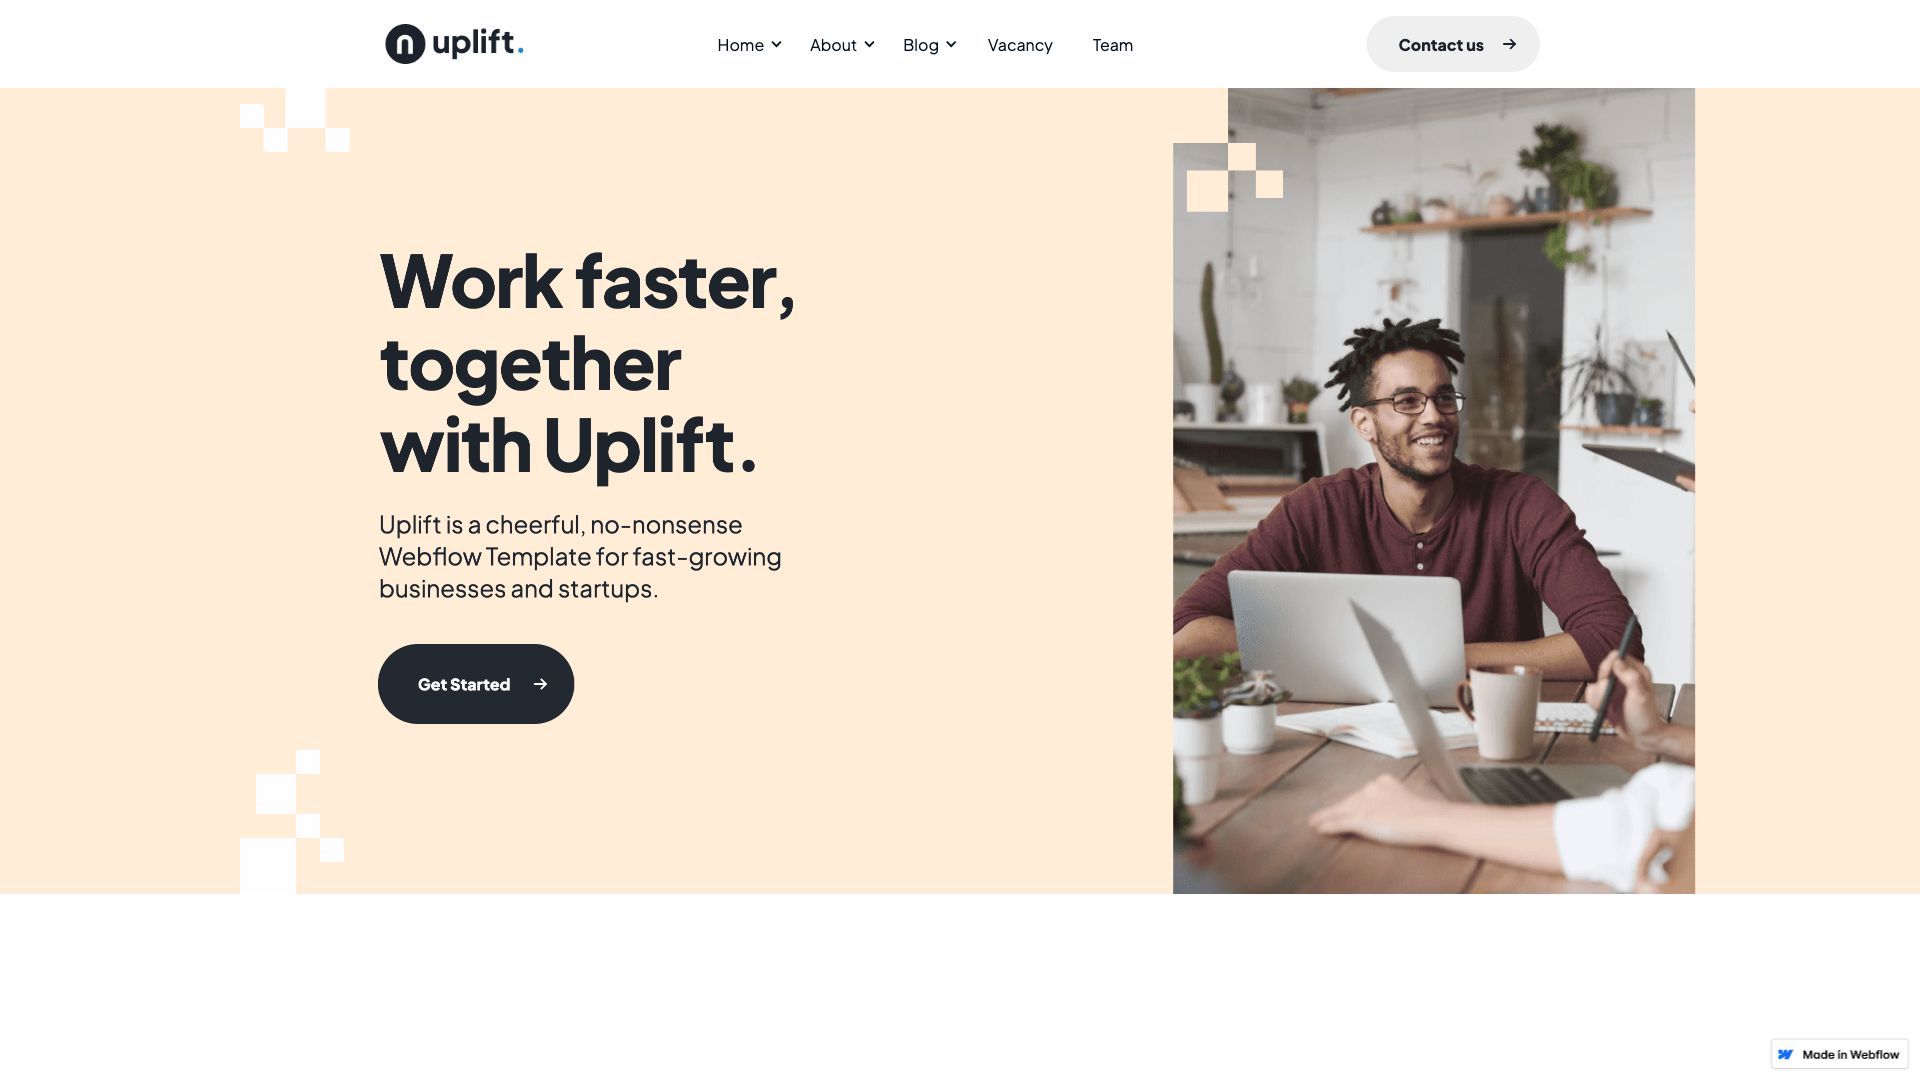 uplift.
Home
About
Blog
Vacancy
Team
Contact us
Work faster,
together
with Uplift.
Uplift is a cheerful, no-nonsense
Webflow Template for fast-growing
businesses and startups.
Get Started
Made in Webflow